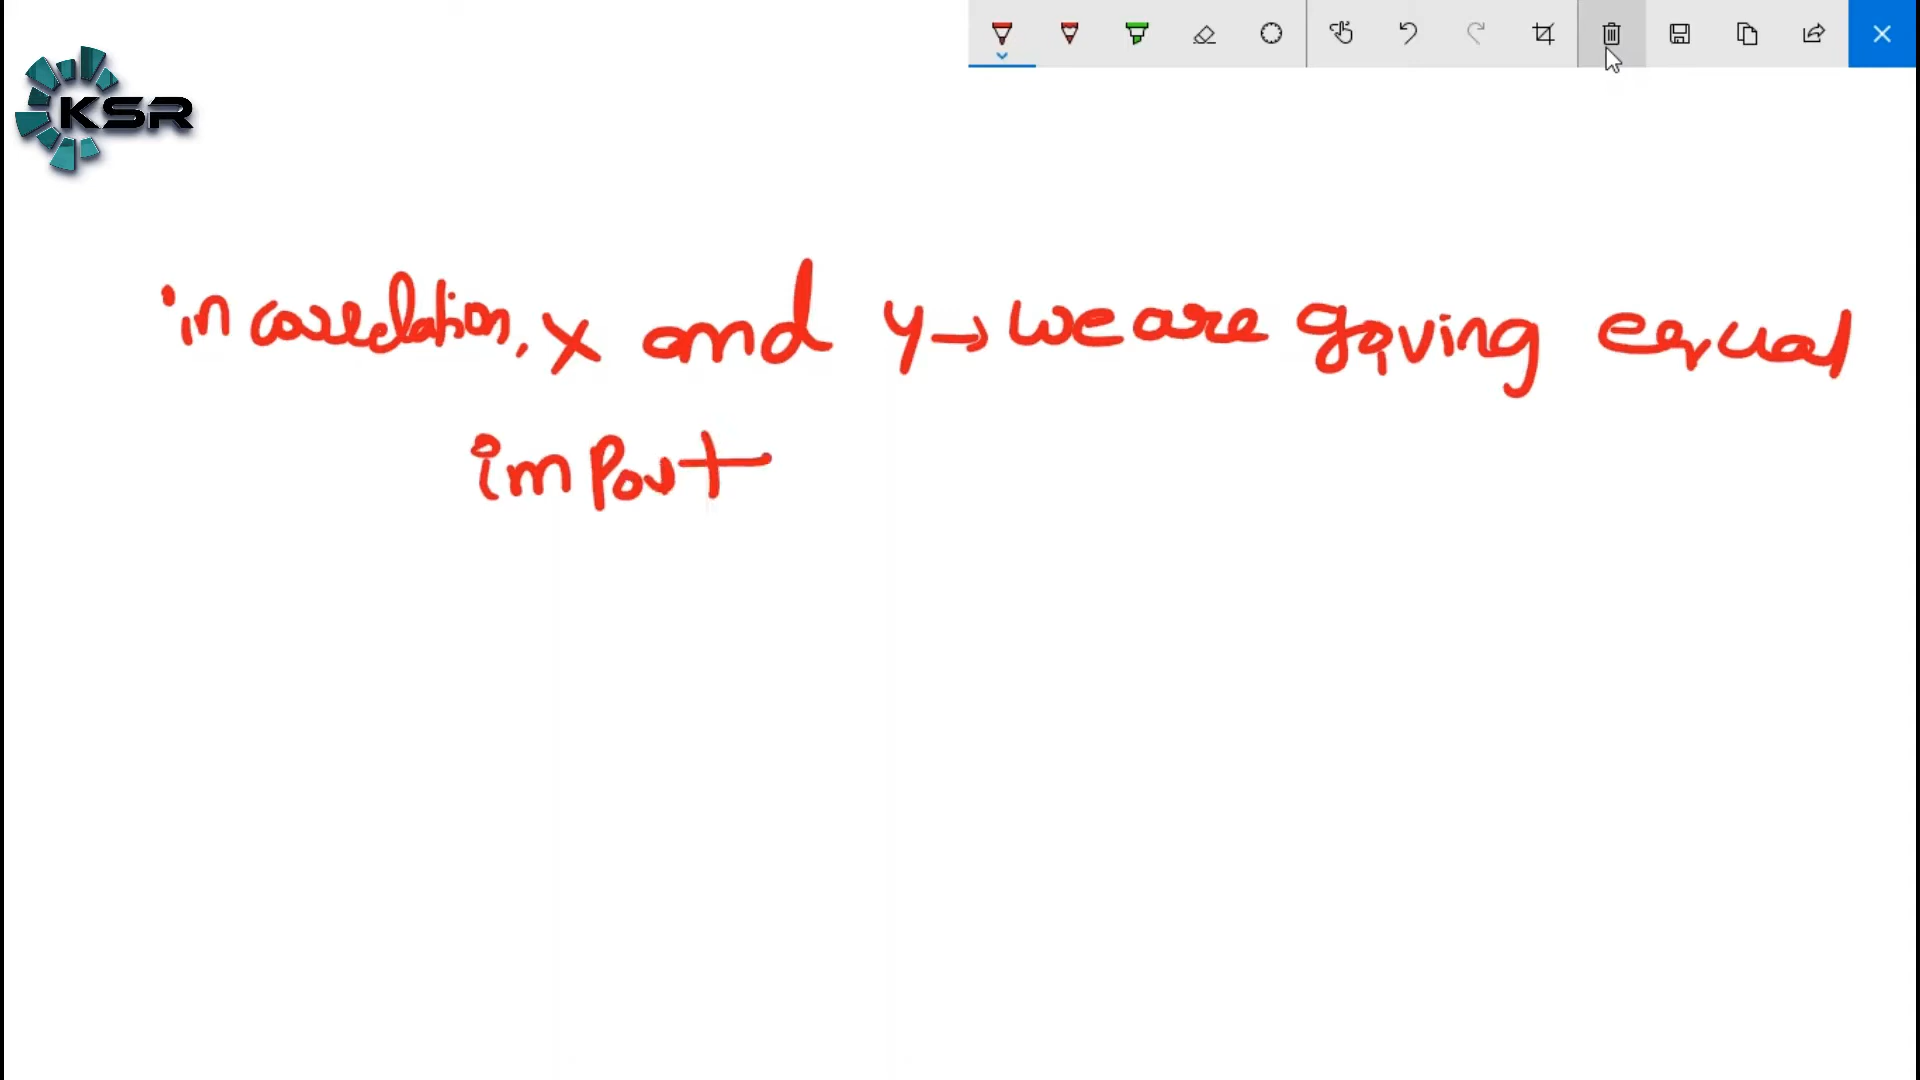 KSR
in correlation, x and y → we are giving equal
import